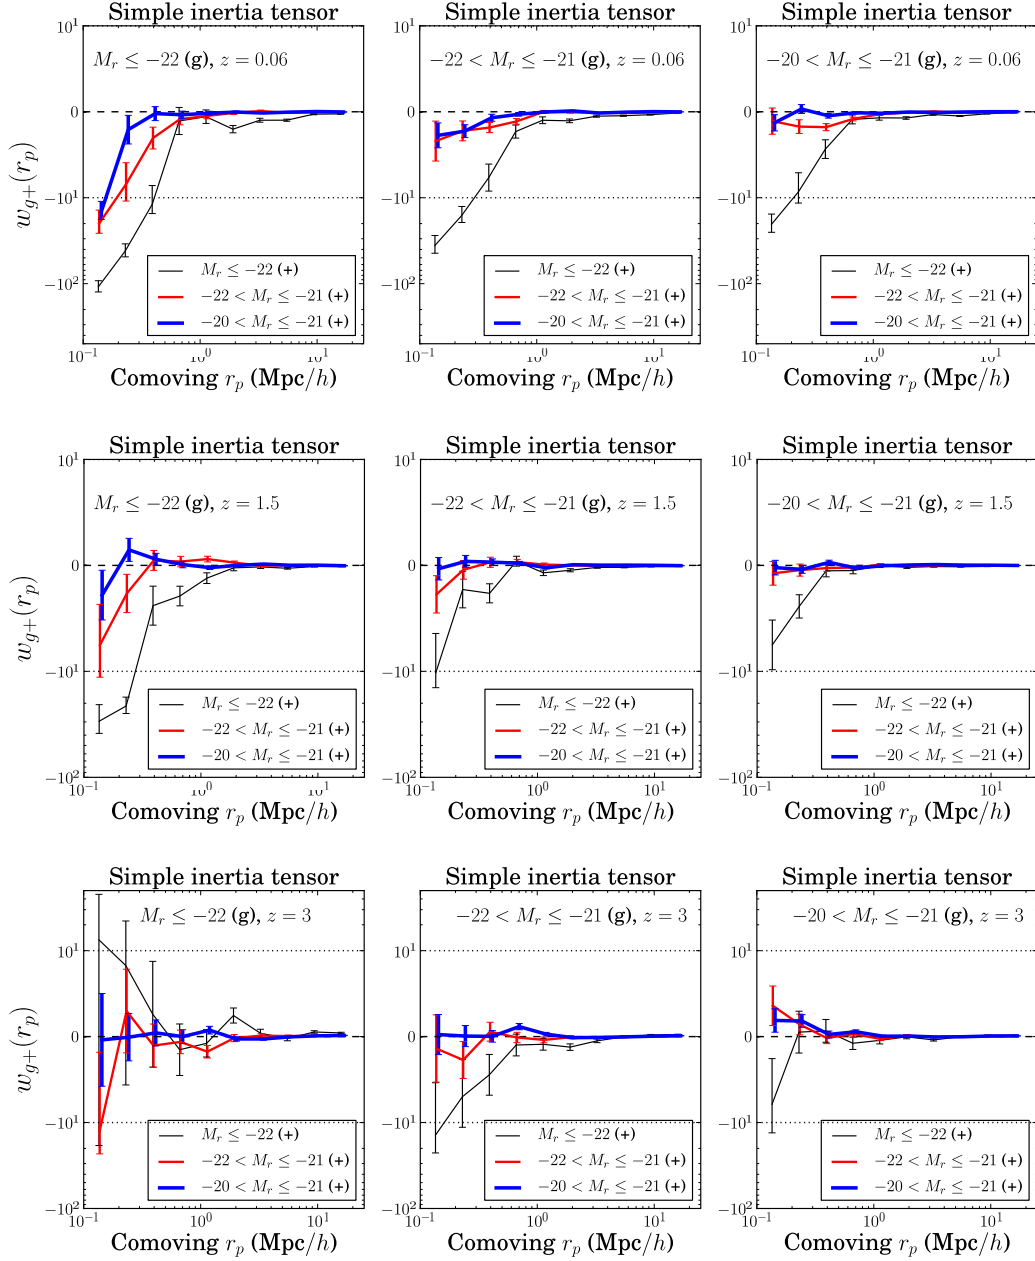 Simple inertia tensor Simple inertia tensor Simple inertia tensor
M_r ≤ −22 (g), z = 0.06 −22 < M_r ≤ −21 (g), z = 0.06 −20 < M_r ≤ −21 (g), z = 0.06
w_{g+}(r_p)
0 0 0
−10^1 −10^1 −10^1
−10^2 −10^2 −10^2
M_r ≤ −22 (+) M_r ≤ −22 (+) M_r ≤ −22 (+)
−22 < M_r ≤ −21 (+) −22 < M_r ≤ −21 (+) −22 < M_r ≤ −21 (+)
−20 < M_r ≤ −21 (+) −20 < M_r ≤ −21 (+) −20 < M_r ≤ −21 (+)
10^{−1} 10^0 10^1 10^{−1} 10^0 10^1 10^{−1} 10^0 10^1
Comoving r_p (Mpc/h) Comoving r_p (Mpc/h) Comoving r_p (Mpc/h)
Simple inertia tensor Simple inertia tensor Simple inertia tensor
10^1 10^1 10^1
M_r ≤ −22 (g), z = 1.5 −22 < M_r ≤ −21 (g), z = 1.5 −20 < M_r ≤ −21 (g), z = 1.5
w_{g+}(r_p)
0 0 0
−10^1 −10^1 −10^1
M_r ≤ −22 (+) M_r ≤ −22 (+) M_r ≤ −22 (+)
−22 < M_r ≤ −21 (+) −22 < M_r ≤ −21 (+) −22 < M_r ≤ −21 (+)
−20 < M_r ≤ −21 (+) −20 < M_r ≤ −21 (+) −20 < M_r ≤ −21 (+)
−10^2 −10^2 −10^2
10^{−1} 10^0 10^1 10^{−1} 10^0 10^1 10^{−1} 10^0 10^1
Comoving r_p (Mpc/h) Comoving r_p (Mpc/h) Comoving r_p (Mpc/h)
Simple inertia tensor Simple inertia tensor Simple inertia tensor
M_r ≤ −22 (g), z = 3 −22 < M_r ≤ −21 (g), z = 3 −20 < M_r ≤ −21 (g), z = 3
10^1 10^1 10^1
w_{g+}(r_p)
0 0 0
−10^1 −10^1 −10^1
M_r ≤ −22 (+) M_r ≤ −22 (+) M_r ≤ −22 (+)
−22 < M_r ≤ −21 (+) −22 < M_r ≤ −21 (+) −22 < M_r ≤ −21 (+)
−20 < M_r ≤ −21 (+) −20 < M_r ≤ −21 (+) −20 < M_r ≤ −21 (+)
−10^2 −10^2 −10^2
10^{−1} 10^0 10^1 10^{−1} 10^0 10^1 10^{−1} 10^0 10^1
Comoving r_p (Mpc/h) Comoving r_p (Mpc/h) Comoving r_p (Mpc/h)